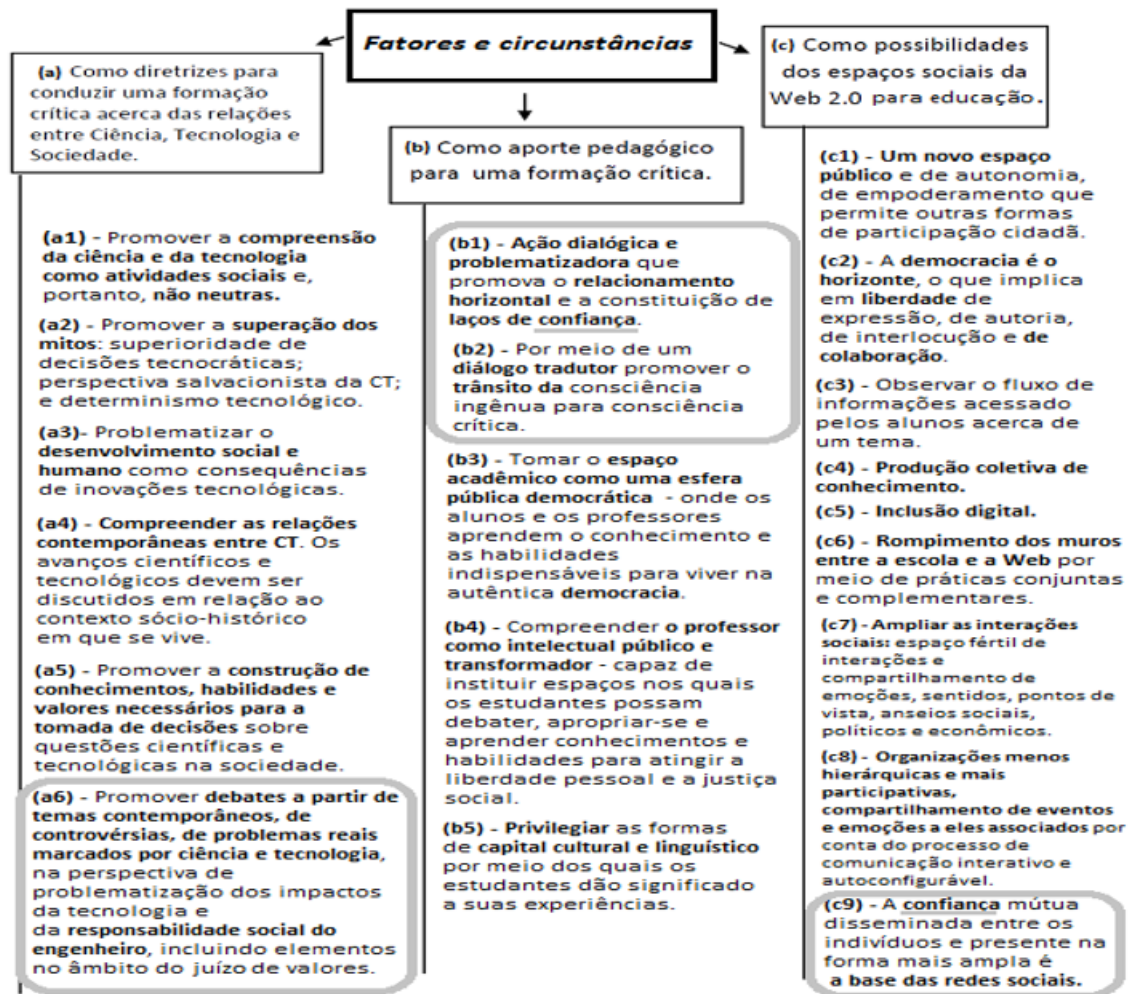 Fatores e circunstâncias
(a) Como diretrizes para
conduzir uma formação
crítica acerca das relações
entre Ciência, Tecnologia e
Sociedade.
(a1) - Promover a compreensão
da ciência e da tecnologia
como atividades sociais e,
portanto, não neutras.
(a2) - Promover a superação dos
mitos: superioridade de
decisões tecnocráticas;
perspectiva salvacionista da CT;
e determinismo tecnológico.
(a3)- Problematizar o
desenvolvimento social e
humano como consequências
de inovações tecnológicas.
(a4) - Compreender as relações
contemporâneas entre CT. Os
avanços científicos e
tecnológicos devem ser
discutidos em relação ao
contexto sócio-histórico
em que se vive.
(a5) - Promover a construção de
conhecimentos, habilidades e
valores necessários para a
tomada de decisões sobre
questões científicas e
tecnológicas na sociedade.
(a6) - Promover debates a partir de
temas contemporâneos, de
controvérsias, de problemas reais
marcados por ciência e tecnologia,
na perspectiva de
problematização dos impactos
da tecnologia e
da responsabilidade social do
engenheiro, incluindo elementos
no âmbito do juízo de valores.
(b) Como aporte pedagógico
para uma formação crítica.
(b1) - Ação dialógica e
problematizadora que
promova o relacionamento
horizontal e a constituição de
laços de confiança.
(b2) - Por meio de um
diálogo tradutor promover o
trânsito da consciência
ingênua para consciência
crítica.
(b3) - Tomar o espaço
acadêmico como uma esfera
pública democrática - onde os
alunos e os professores
aprendem o conhecimento e
as habilidades
indispensáveis para viver na
autêntica democracia.
(b4) - Compreender o professor
como intelectual público e
transformador - capaz de
instituir espaços nos quais
os estudantes possam
debater, apropriar-se e
aprender conhecimentos e
habilidades para atingir a
liberdade pessoal e a justiça
social.
(b5) - Privilegiar as formas
de capital cultural e linguístico
por meio dos quais os
estudantes dão significado
a suas experiências.
(c) Como possibilidades
dos espaços sociais da
Web 2.0 para educação.
(c1) - Um novo espaço
público e de autonomia,
de empoderamento que
permite outras formas
de participação cidadã.
(c2) - A democracia é o
horizonte, o que implica
em liberdade de
expressão, de autoria,
de interlocução e de
colaboração.
(c3) - Observar o fluxo de
informações acessado
pelos alunos acerca de
um tema.
(c4) - Produção coletiva de
conhecimento.
(c5) - Inclusão digital.
(c6) - Rompimento dos muros
entre a escola e a Web por
meio de práticas conjuntas
e complementares.
(c7) - Ampliar as interações
sociais: espaço fértil de
interações e
compartilhamento de
emoções, sentidos, pontos de
vista, anseios sociais,
políticos e econômicos.
(c8) - Organizações menos
hierárquicas e mais
participativas,
compartilhamento de eventos
e emoções a eles associados por
conta do processo de
comunicação interativo e
autoconfigurável.
(c9) - A confiança mútua
disseminada entre os
indivíduos e presente na
forma mais ampla é
a base das redes sociais.